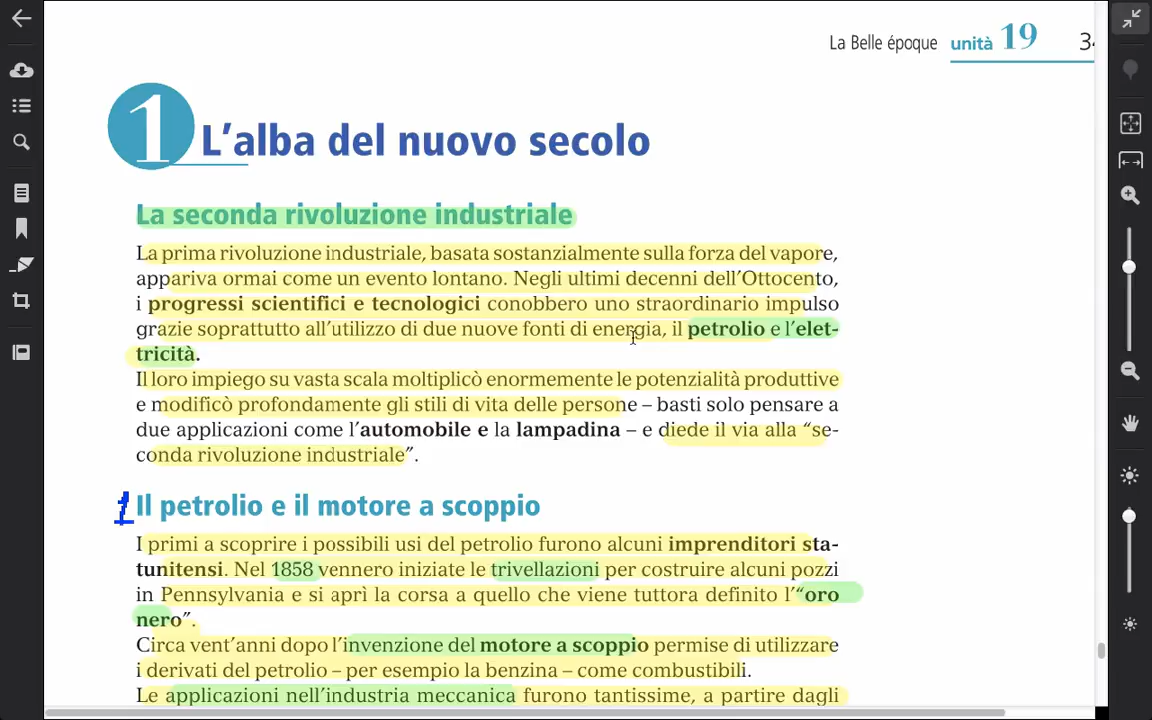 La Belle époque unità 19
1 L'alba del nuovo secolo
La seconda rivoluzione industriale
La prima rivoluzione industriale, basata sostanzialmente sulla forza del vapore,
appariva ormai come un evento lontano. Negli ultimi decenni dell'Ottocento,
i progressi scientifici e tecnologici conobbero uno straordinario impulso
grazie soprattutto all'utilizzo di due nuove fonti di energia, il petrolio e l'elet-
tricità.
Il loro impiego su vasta scala moltiplicò enormemente le potenzialità produttive
e modificò profondamente gli stili di vita delle persone – basti solo pensare a
due applicazioni come l'automobile e la lampadina – e diede il via alla “se-
conda rivoluzione industriale”.
1 Il petrolio e il motore a scoppio
I primi a scoprire i possibili usi del petrolio furono alcuni imprenditori sta-
tunitensi. Nel 1858 vennero iniziate le trivellazioni per costruire alcuni pozzi
in Pennsylvania e si aprì la corsa a quello che viene tuttora definito l'“oro
nero”.
Circa vent'anni dopo l'invenzione del motore a scoppio permise di utilizzare
i derivati del petrolio – per esempio la benzina – come combustibili.
Le applicazioni nell'industria meccanica furono tantissime, a partire dagli